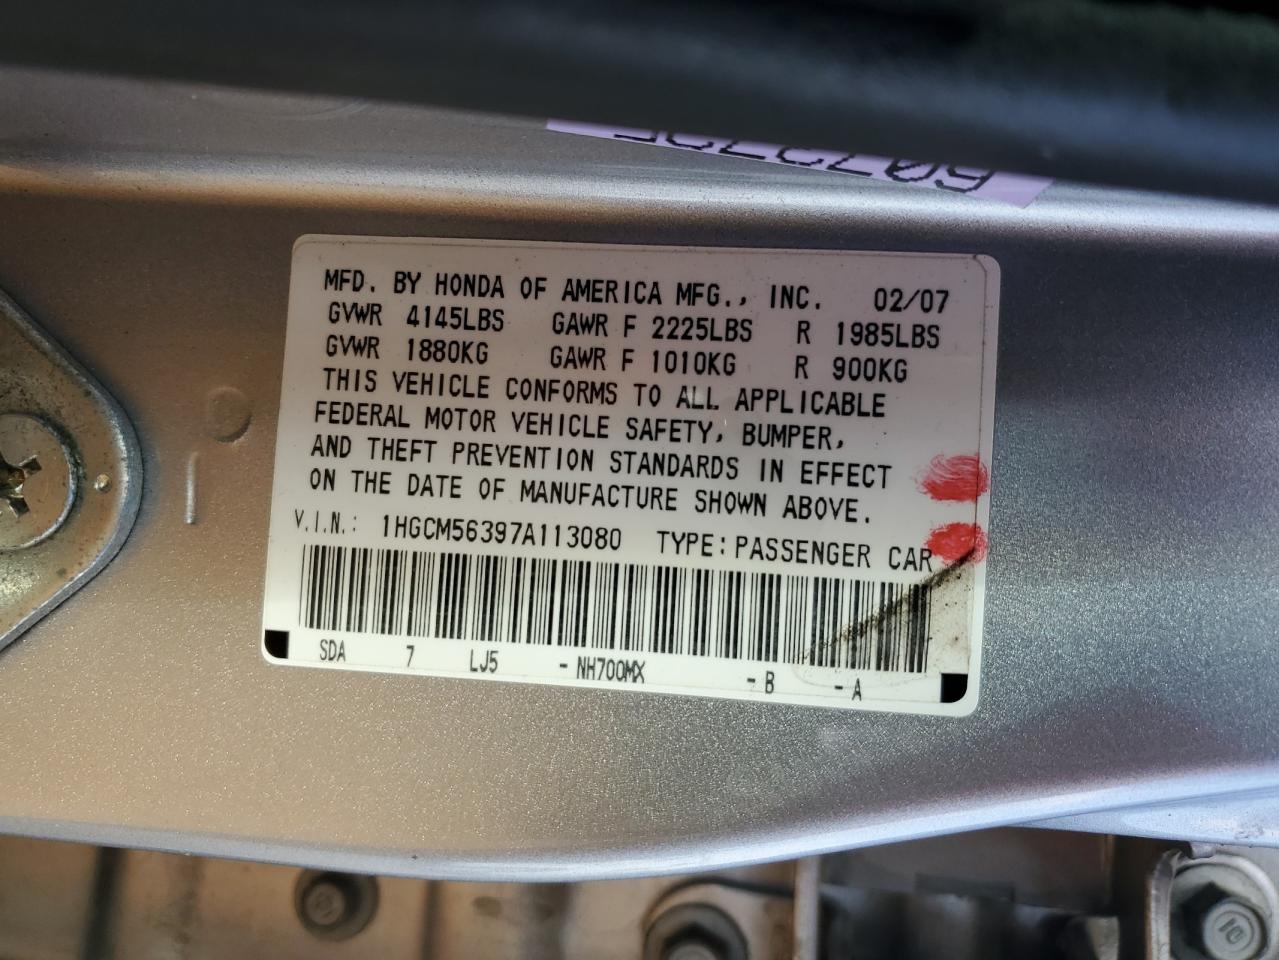 MFD. BY HONDA OF AMERICA MFG., INC. 02/07
GVWR 4145LBS GAWR F 2225LBS R 1985LBS
GVWR 1880KG GAWR F 1010KG R 900KG
THIS VEHICLE CONFORMS TO ALL APPLICABLE
FEDERAL MOTOR VEHICLE SAFETY, BUMPER,
AND THEFT PREVENTION STANDARDS IN EFFECT
ON THE DATE OF MANUFACTURE SHOWN ABOVE.
V.I.N.: 1HGCM56397A113080 TYPE: PASSENGER CAR
SDA 7 LJ5 - NH700MX - B - A